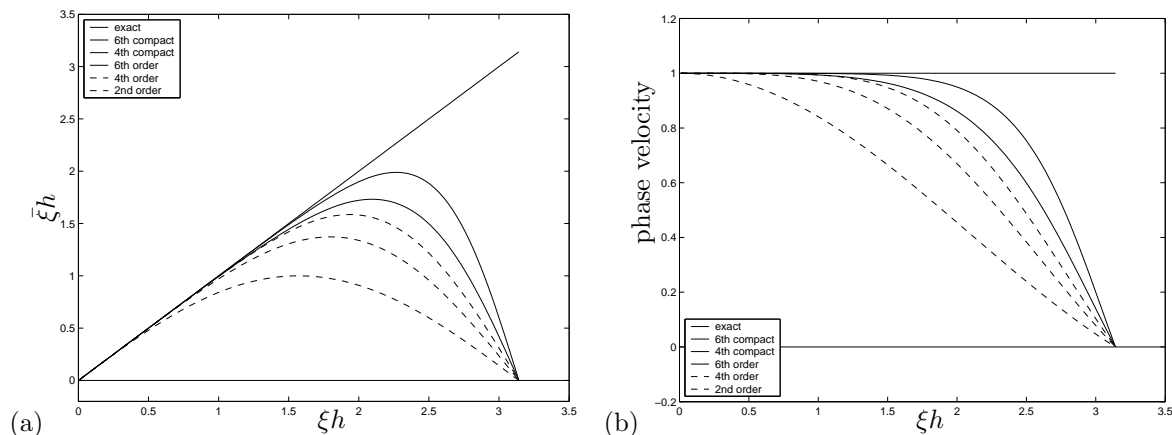 3.5
3
2.5
2
1.5
1
0.5
0
0
0.5
1
1.5
2
2.5
3
3.5
exact
6th compact
4th compact
6th order
4th order
2nd order
ξ̄h
ξh
(a)
1.2
1
0.8
0.6
0.4
0.2
0
−0.2
0
0.5
1
1.5
2
2.5
3
3.5
phase velocity
exact
6th compact
4th compact
6th order
4th order
2nd order
ξh
(b)